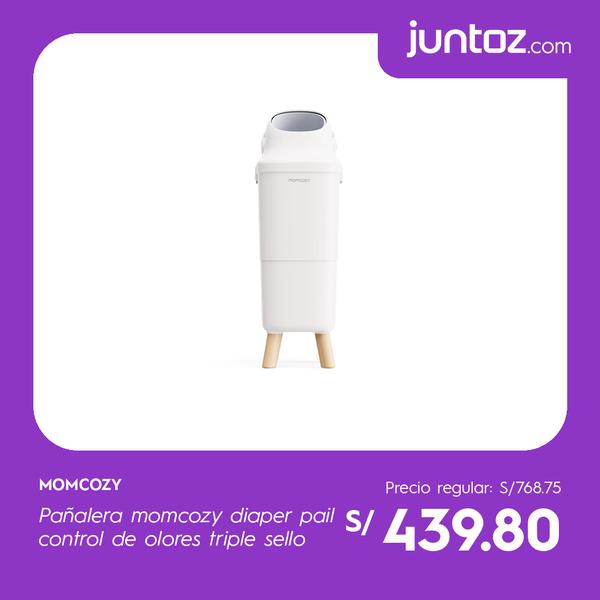 juntoz.com
MOMCOZY
MOMCOZY
Precio regular: S/768.75
Pañalera momcozy diaper pail
control de olores triple sello
S/ 439.80